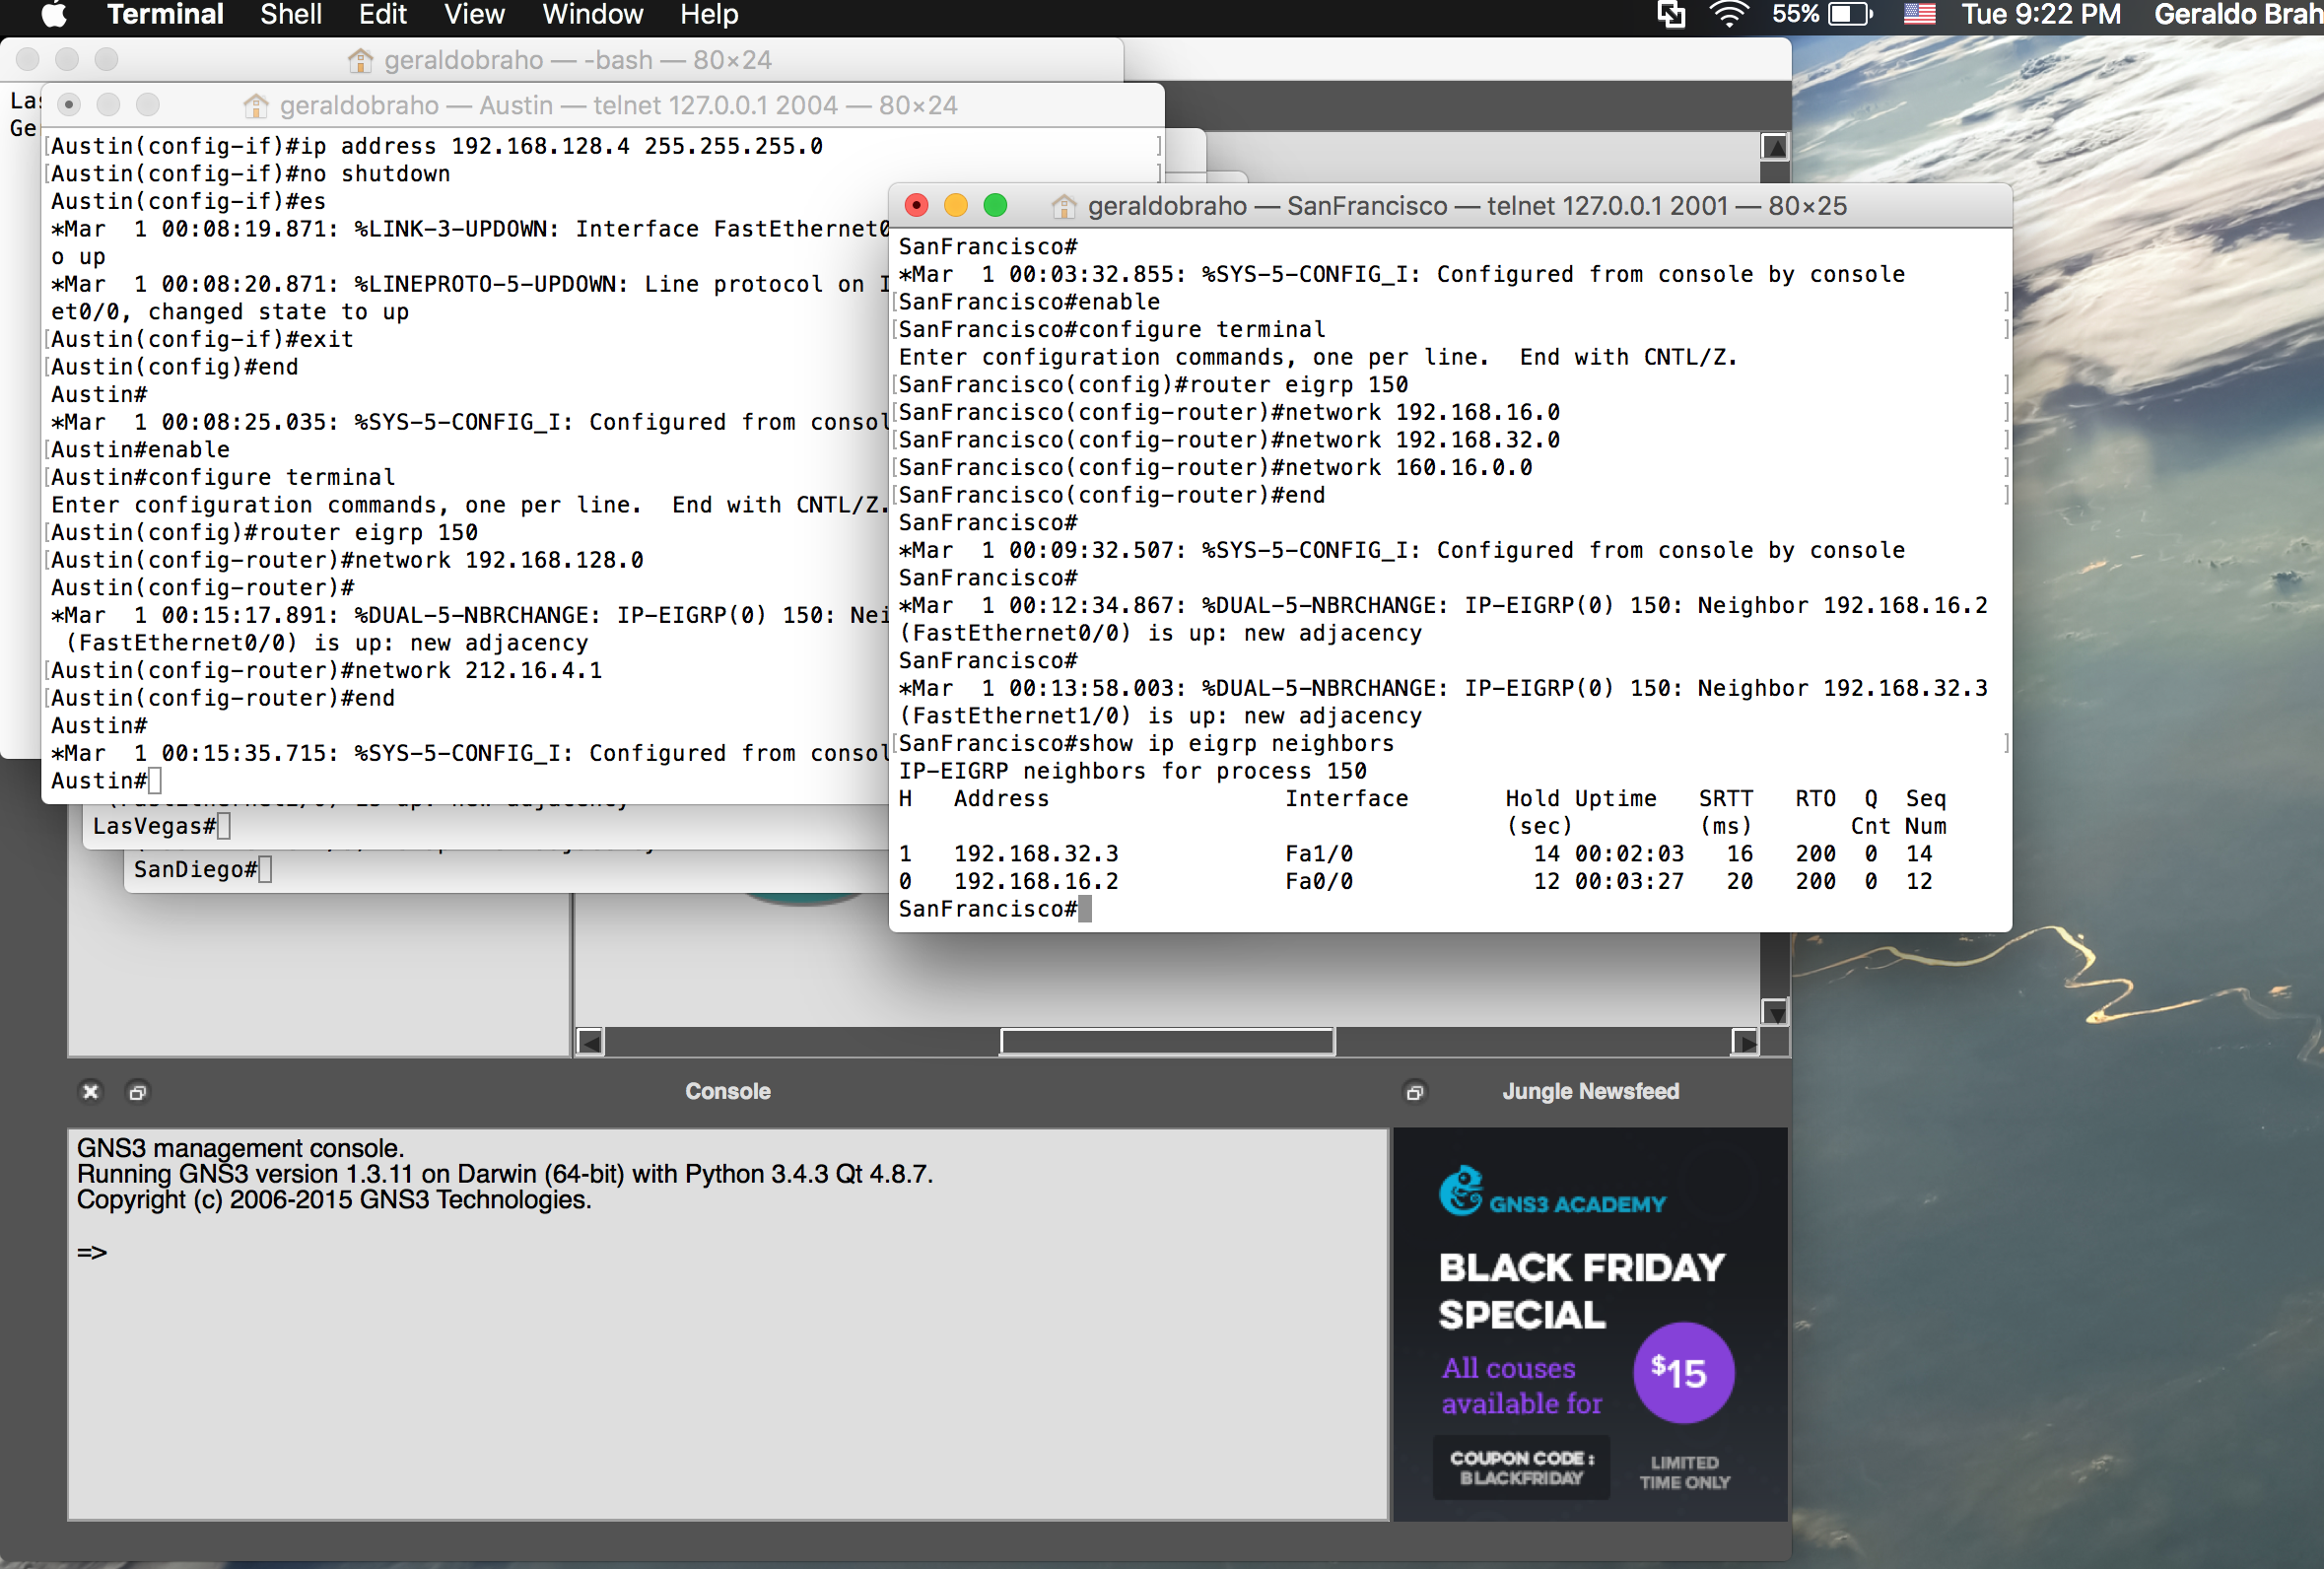 Terminal Shell Edit View Window Help 55% Tue 9:22 PM Geraldo Brah
geraldobraho — -bash — 80×24
Las
Ge
geraldobraho — Austin — telnet 127.0.0.1 2004 — 80×24
[Austin(config-if)#ip address 192.168.128.4 255.255.255.0 ]
[Austin(config-if)#no shutdown ]
Austin(config-if)#es
*Mar  1 00:08:19.871: %LINK-3-UPDOWN: Interface FastEthernet0
o up
*Mar  1 00:08:20.871: %LINEPROTO-5-UPDOWN: Line protocol on I
et0/0, changed state to up
[Austin(config-if)#exit
[Austin(config)#end
Austin#
*Mar  1 00:08:25.035: %SYS-5-CONFIG_I: Configured from consol
[Austin#enable
[Austin#configure terminal
Enter configuration commands, one per line.  End with CNTL/Z.
[Austin(config)#router eigrp 150
[Austin(config-router)#network 192.168.128.0
Austin(config-router)#
*Mar  1 00:15:17.891: %DUAL-5-NBRCHANGE: IP-EIGRP(0) 150: Nei
(FastEthernet0/0) is up: new adjacency
[Austin(config-router)#network 212.16.4.1
[Austin(config-router)#end
Austin#
*Mar  1 00:15:35.715: %SYS-5-CONFIG_I: Configured from consol
Austin#
LasVegas#
SanDiego#
geraldobraho — SanFrancisco — telnet 127.0.0.1 2001 — 80×25
SanFrancisco#
*Mar  1 00:03:32.855: %SYS-5-CONFIG_I: Configured from console by console
[SanFrancisco#enable ]
[SanFrancisco#configure terminal ]
Enter configuration commands, one per line.  End with CNTL/Z.
[SanFrancisco(config)#router eigrp 150 ]
[SanFrancisco(config-router)#network 192.168.16.0 ]
[SanFrancisco(config-router)#network 192.168.32.0 ]
[SanFrancisco(config-router)#network 160.16.0.0 ]
[SanFrancisco(config-router)#end ]
SanFrancisco#
*Mar  1 00:09:32.507: %SYS-5-CONFIG_I: Configured from console by console
SanFrancisco#
*Mar  1 00:12:34.867: %DUAL-5-NBRCHANGE: IP-EIGRP(0) 150: Neighbor 192.168.16.2
(FastEthernet0/0) is up: new adjacency
SanFrancisco#
*Mar  1 00:13:58.003: %DUAL-5-NBRCHANGE: IP-EIGRP(0) 150: Neighbor 192.168.32.3
(FastEthernet1/0) is up: new adjacency
[SanFrancisco#show ip eigrp neighbors ]
IP-EIGRP neighbors for process 150
H   Address                 Interface       Hold Uptime   SRTT   RTO  Q  Seq
(sec)         (ms)       Cnt Num
1   192.168.32.3            Fa1/0             14 00:02:03   16   200  0  14
0   192.168.16.2            Fa0/0             12 00:03:27   20   200  0  12
SanFrancisco#
Console
Jungle Newsfeed
GNS3 management console.
Running GNS3 version 1.3.11 on Darwin (64-bit) with Python 3.4.3 Qt 4.8.7.
Copyright (c) 2006-2015 GNS3 Technologies.
=>
GNS3 ACADEMY
BLACK FRIDAY
SPECIAL
All couses
available for
$15
COUPON CODE :
BLACKFRIDAY
LIMITED
TIME ONLY